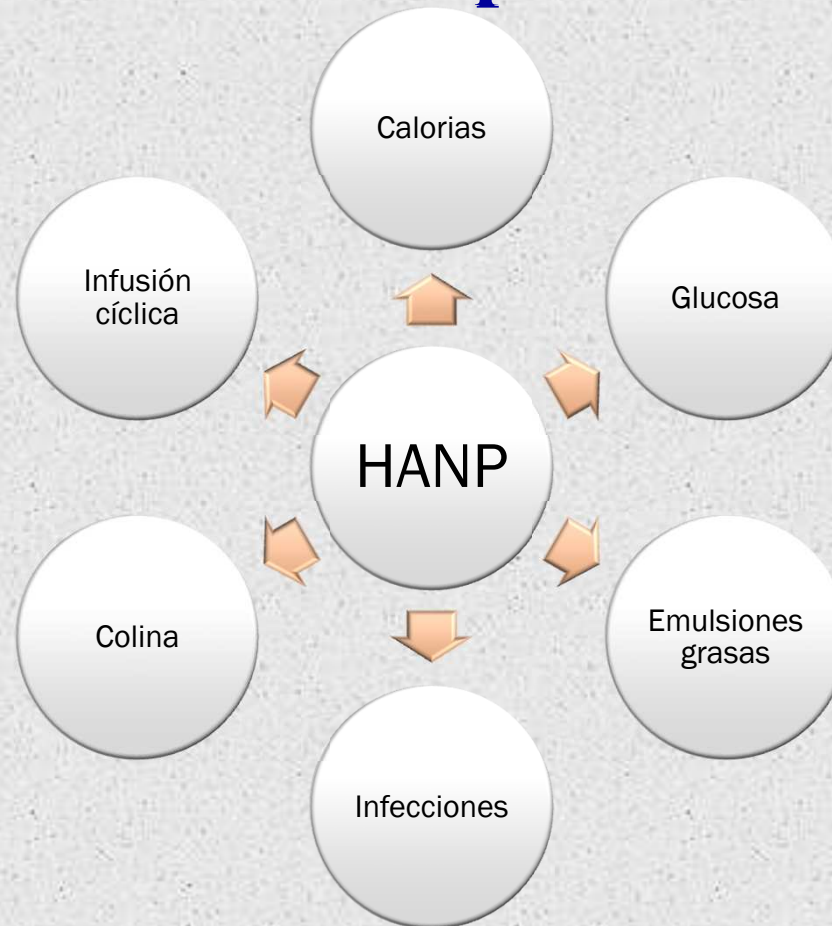 Calorias
Infusión
cíclica
Glucosa
HANP
Colina
Emulsiones
grasas
Infecciones